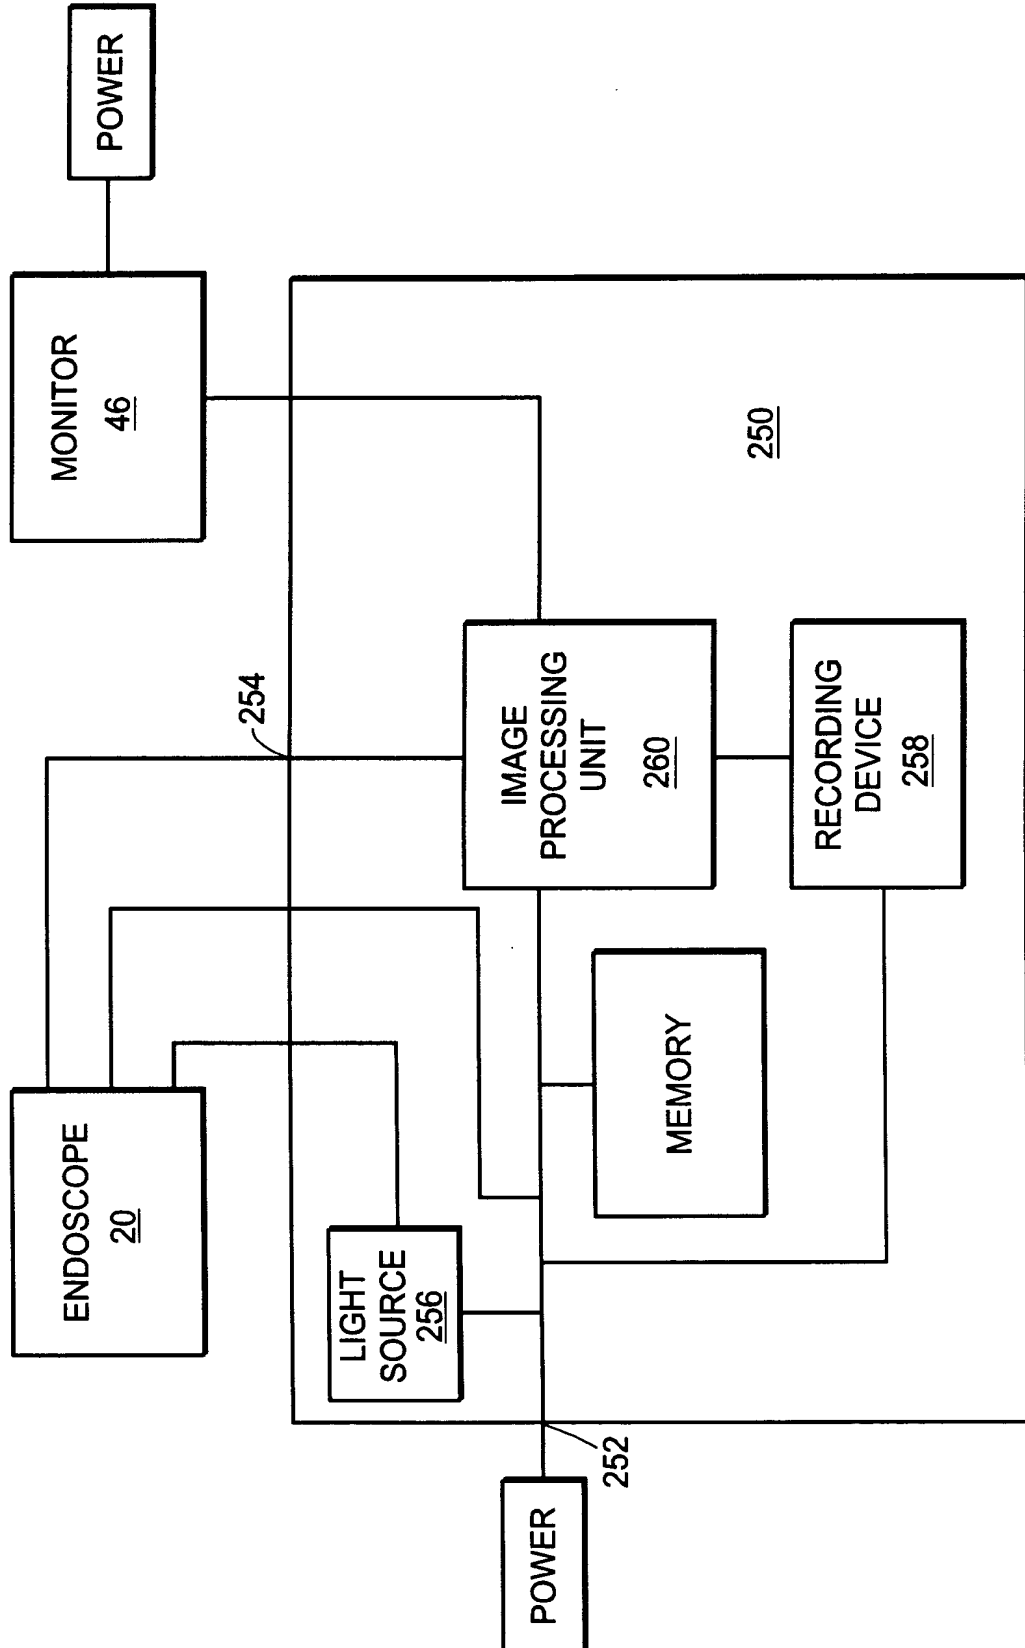 ENDOSCOPE
20
MONITOR
46
POWER
254
LIGHT
SOURCE
256
IMAGE
PROCESSING
UNIT
260
250
POWER
252
MEMORY
RECORDING
DEVICE
258